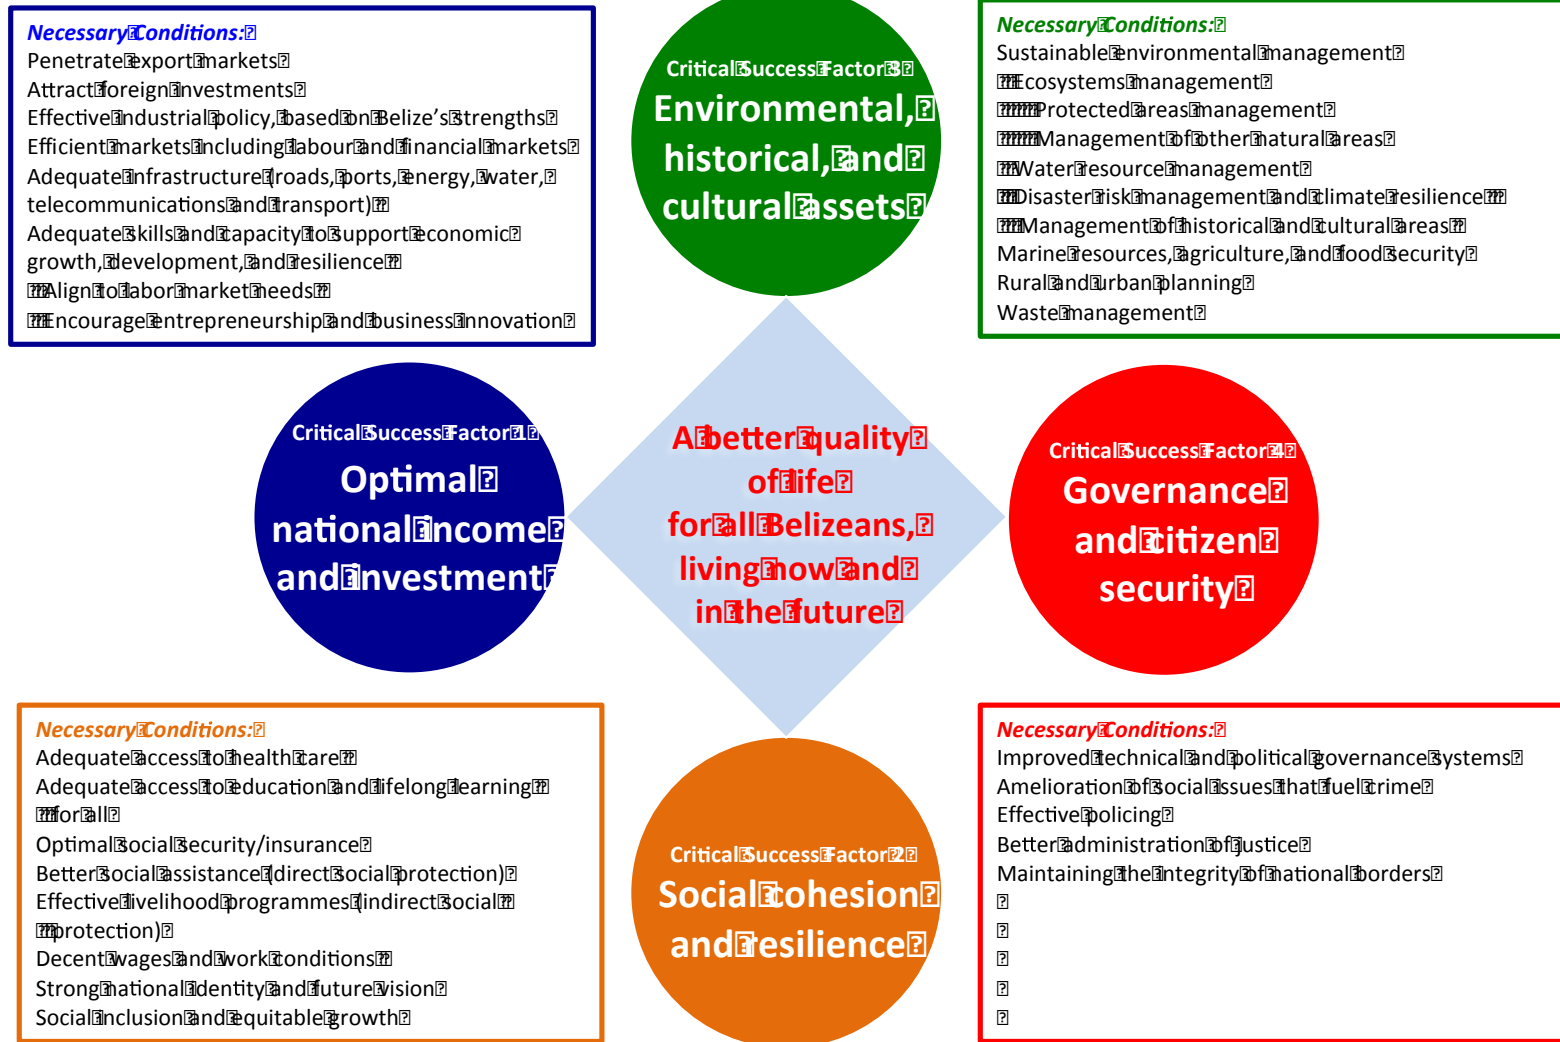 Necessary Conditions:
Penetrate export markets
Attract foreign investments
Effective industrial policy, based on Belize's strengths
Efficient markets including labour and financial markets
Adequate infrastructure (roads, ports, energy, water,
telecommunications and transport)
Adequate skills and capacity to support economic
growth, development, and resilience
Align to labor market needs
Encourage entrepreneurship and business innovation
Critical Success Factor 3
Environmental,
historical, and
cultural assets
Necessary Conditions:
Sustainable environmental management
Ecosystems management
Protected areas management
Management of other natural areas
Water resource management
Disaster risk management and climate resilience
Management of historical and cultural areas
Marine resources, agriculture, and food security
Rural and urban planning
Waste management
Critical Success Factor 1
Optimal
national income
and investment
A better quality
of life
for all Belizeans,
living now and
in the future
Critical Success Factor 4
Governance
and citizen
security
Necessary Conditions:
Adequate access to health care
Adequate access to education and lifelong learning
for all
Optimal social security/insurance
Better social assistance (direct social protection)
Effective livelihood programmes (indirect social
protection)
Decent wages and work conditions
Strong national identity and future vision
Social inclusion and equitable growth
Critical Success Factor 2
Social cohesion
and resilience
Necessary Conditions:
Improved technical and political governance systems
Amelioration of social issues that fuel crime
Effective policing
Better administration of justice
Maintaining the integrity of national borders